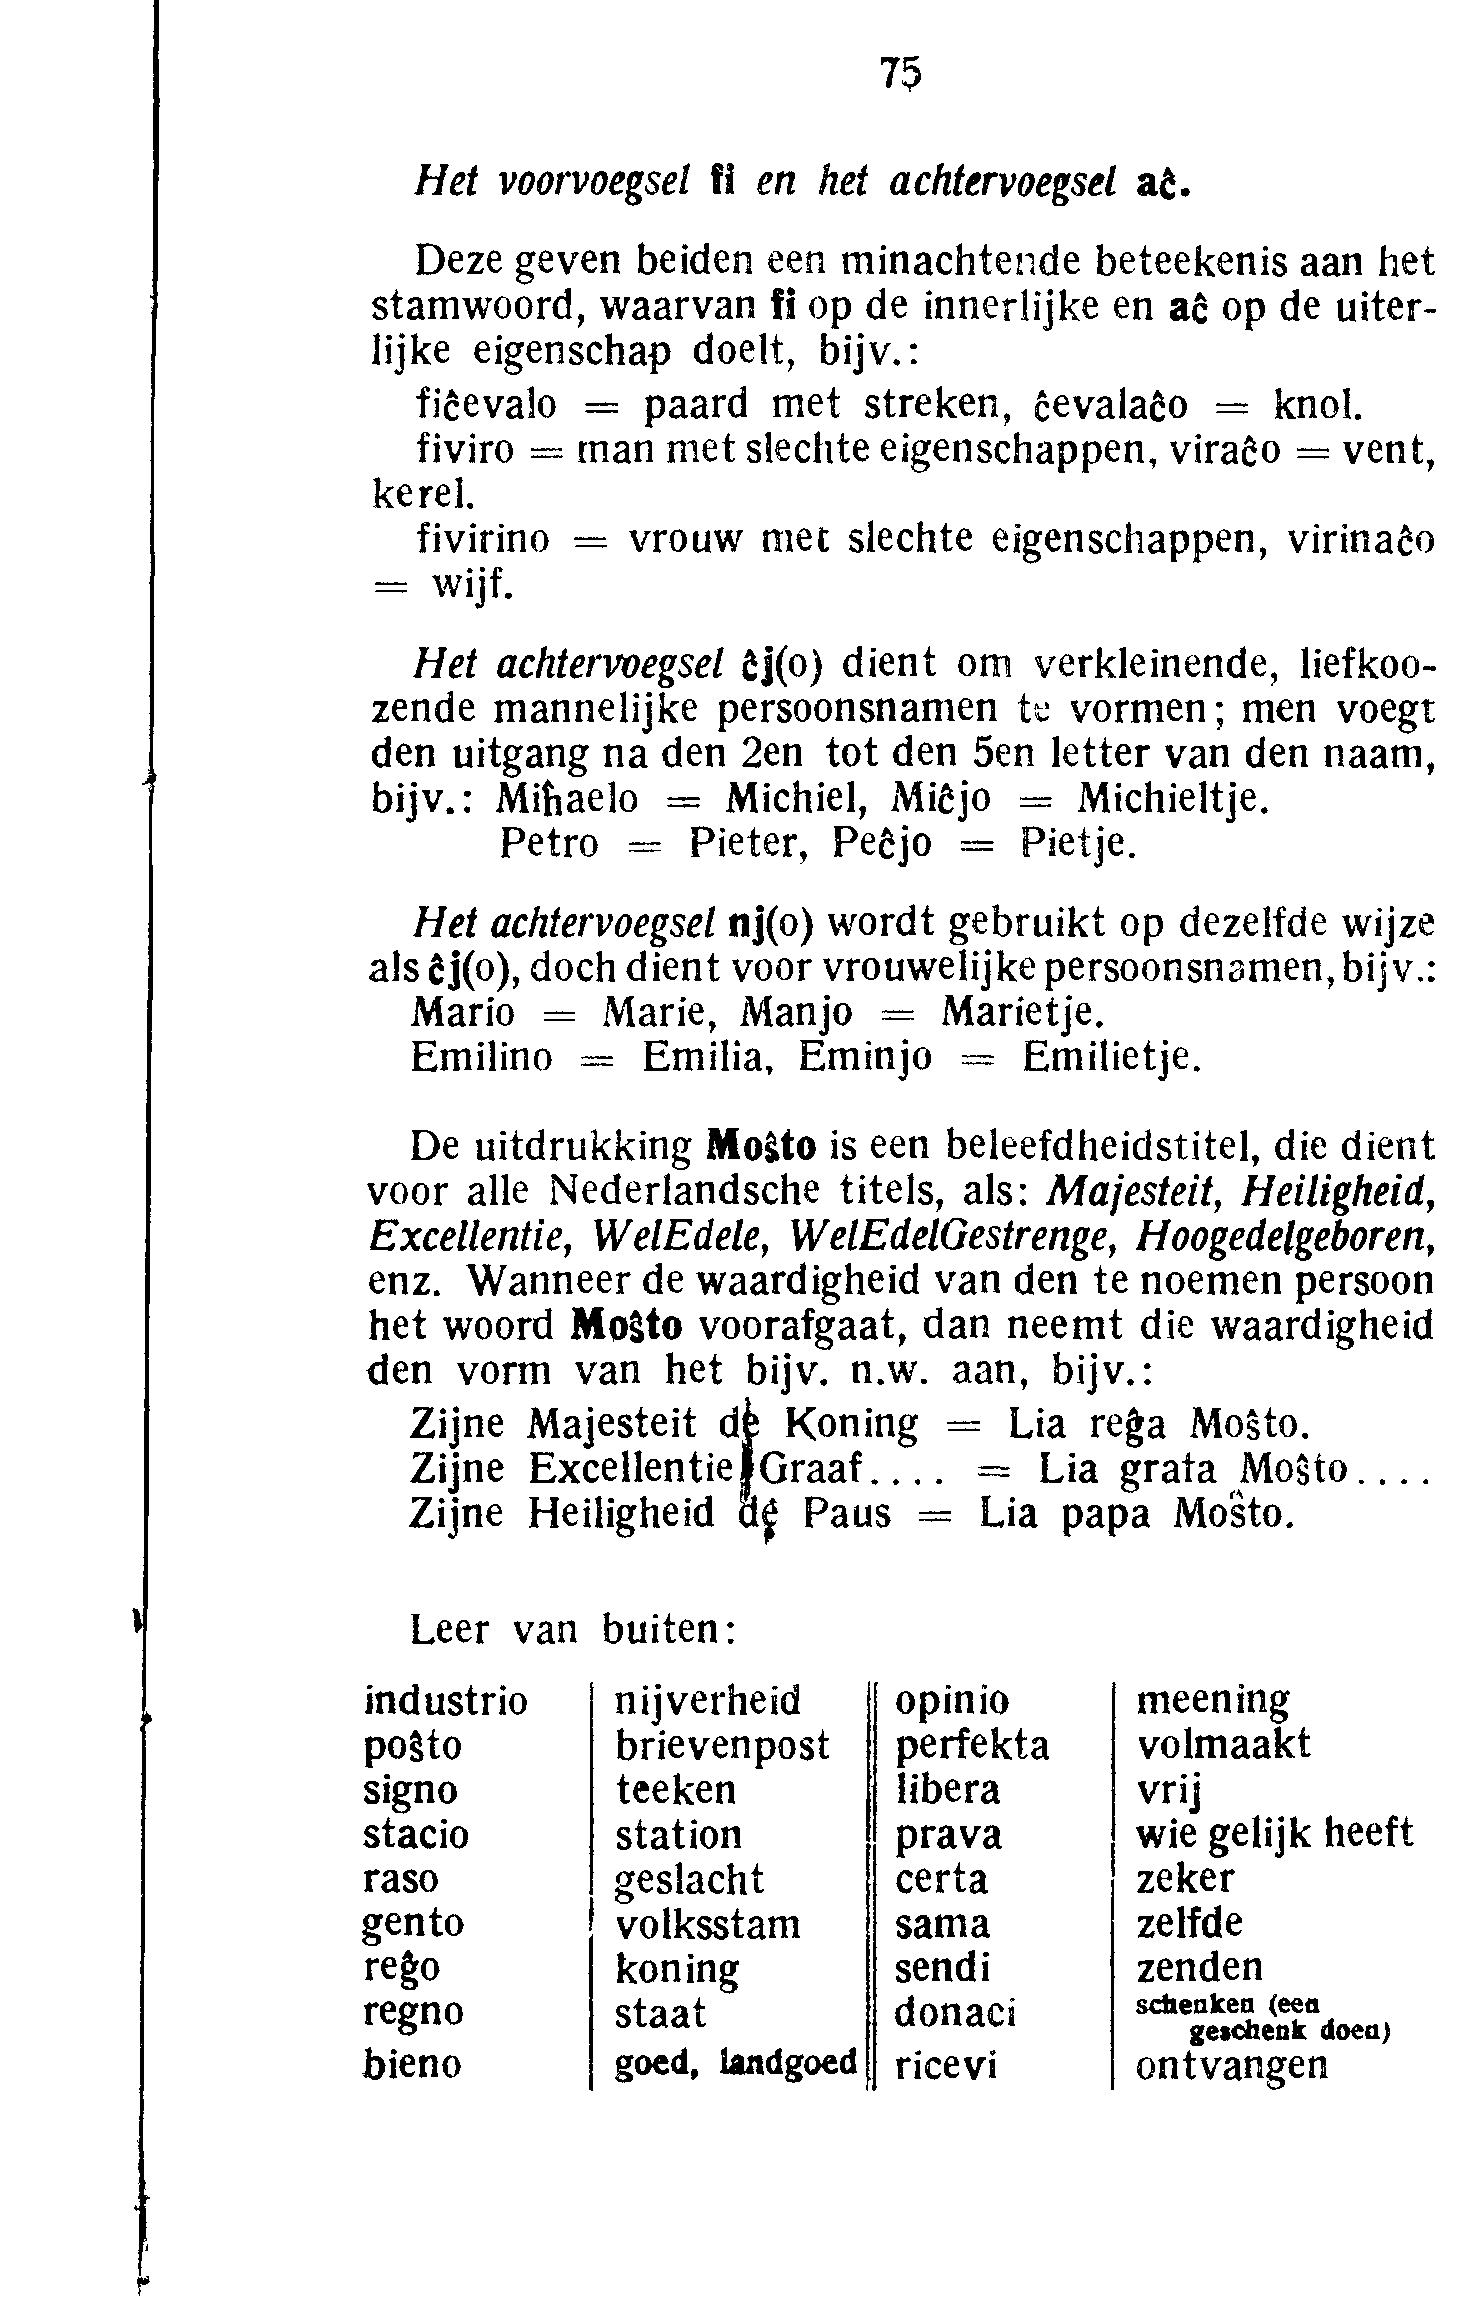 75
Het voorvoegsel fi en het achtervoegsel aĉ.
Deze geven beiden een minachtende beteekenis aan het
stamwoord, waarvan fi op de innerlijke en aĉ op de uiter-
lijke eigenschap doelt, bijv.:
fiĉevalo = paard met streken, ĉevalaĉo = knol.
fiviro = man met slechte eigenschappen, viraĉo = vent,
kerel.
fivirino = vrouw met slechte eigenschappen, virinaĉo
= wijf.
Het achtervoegsel ĉj(o) dient om verkleinende, liefkoo-
zende mannelijke persoonsnamen te vormen; men voegt
den uitgang na den 2en tot den 5en letter van den naam,
bijv.: Miĥaelo = Michiel, Miĉjo = Michieltje.
Petro = Pieter, Peĉjo = Pietje.
Het achtervoegsel nj(o) wordt gebruikt op dezelfde wijze
als ĉj(o), doch dient voor vrouwelijke persoonsnamen, bijv.:
Mario = Marie, Manjo = Marietje.
Emilino = Emilia, Eminjo = Emilietje.
De uitdrukking Moŝto is een beleefdheidstitel, die dient
voor alle Nederlandsche titels, als: Majesteit, Heiligheid,
Excellentie, WelEdele, WelEdelGestrenge, Hoogedelgeboren,
enz. Wanneer de waardigheid van den te noemen persoon
het woord Moŝto voorafgaat, dan neemt die waardigheid
den vorm van het bijv. n.w. aan, bijv.:
Zijne Majesteit de Koning = Lia reĝa Moŝto.
Zijne Excellentie Graaf.... = Lia grafa Moŝto....
Zijne Heiligheid de Paus = Lia papa Moŝto.
Leer van buiten:
industrio nijverheid opinio meening
poŝto brievenpost perfekta volmaakt
signo teeken libera vrij
stacio station prava wie gelijk heeft
raso geslacht certa zeker
gento volksstam sama zelfde
reĝo koning sendi zenden
regno staat donaci schenken (een
geschenk doen)
bieno goed, landgoed ricevi ontvangen